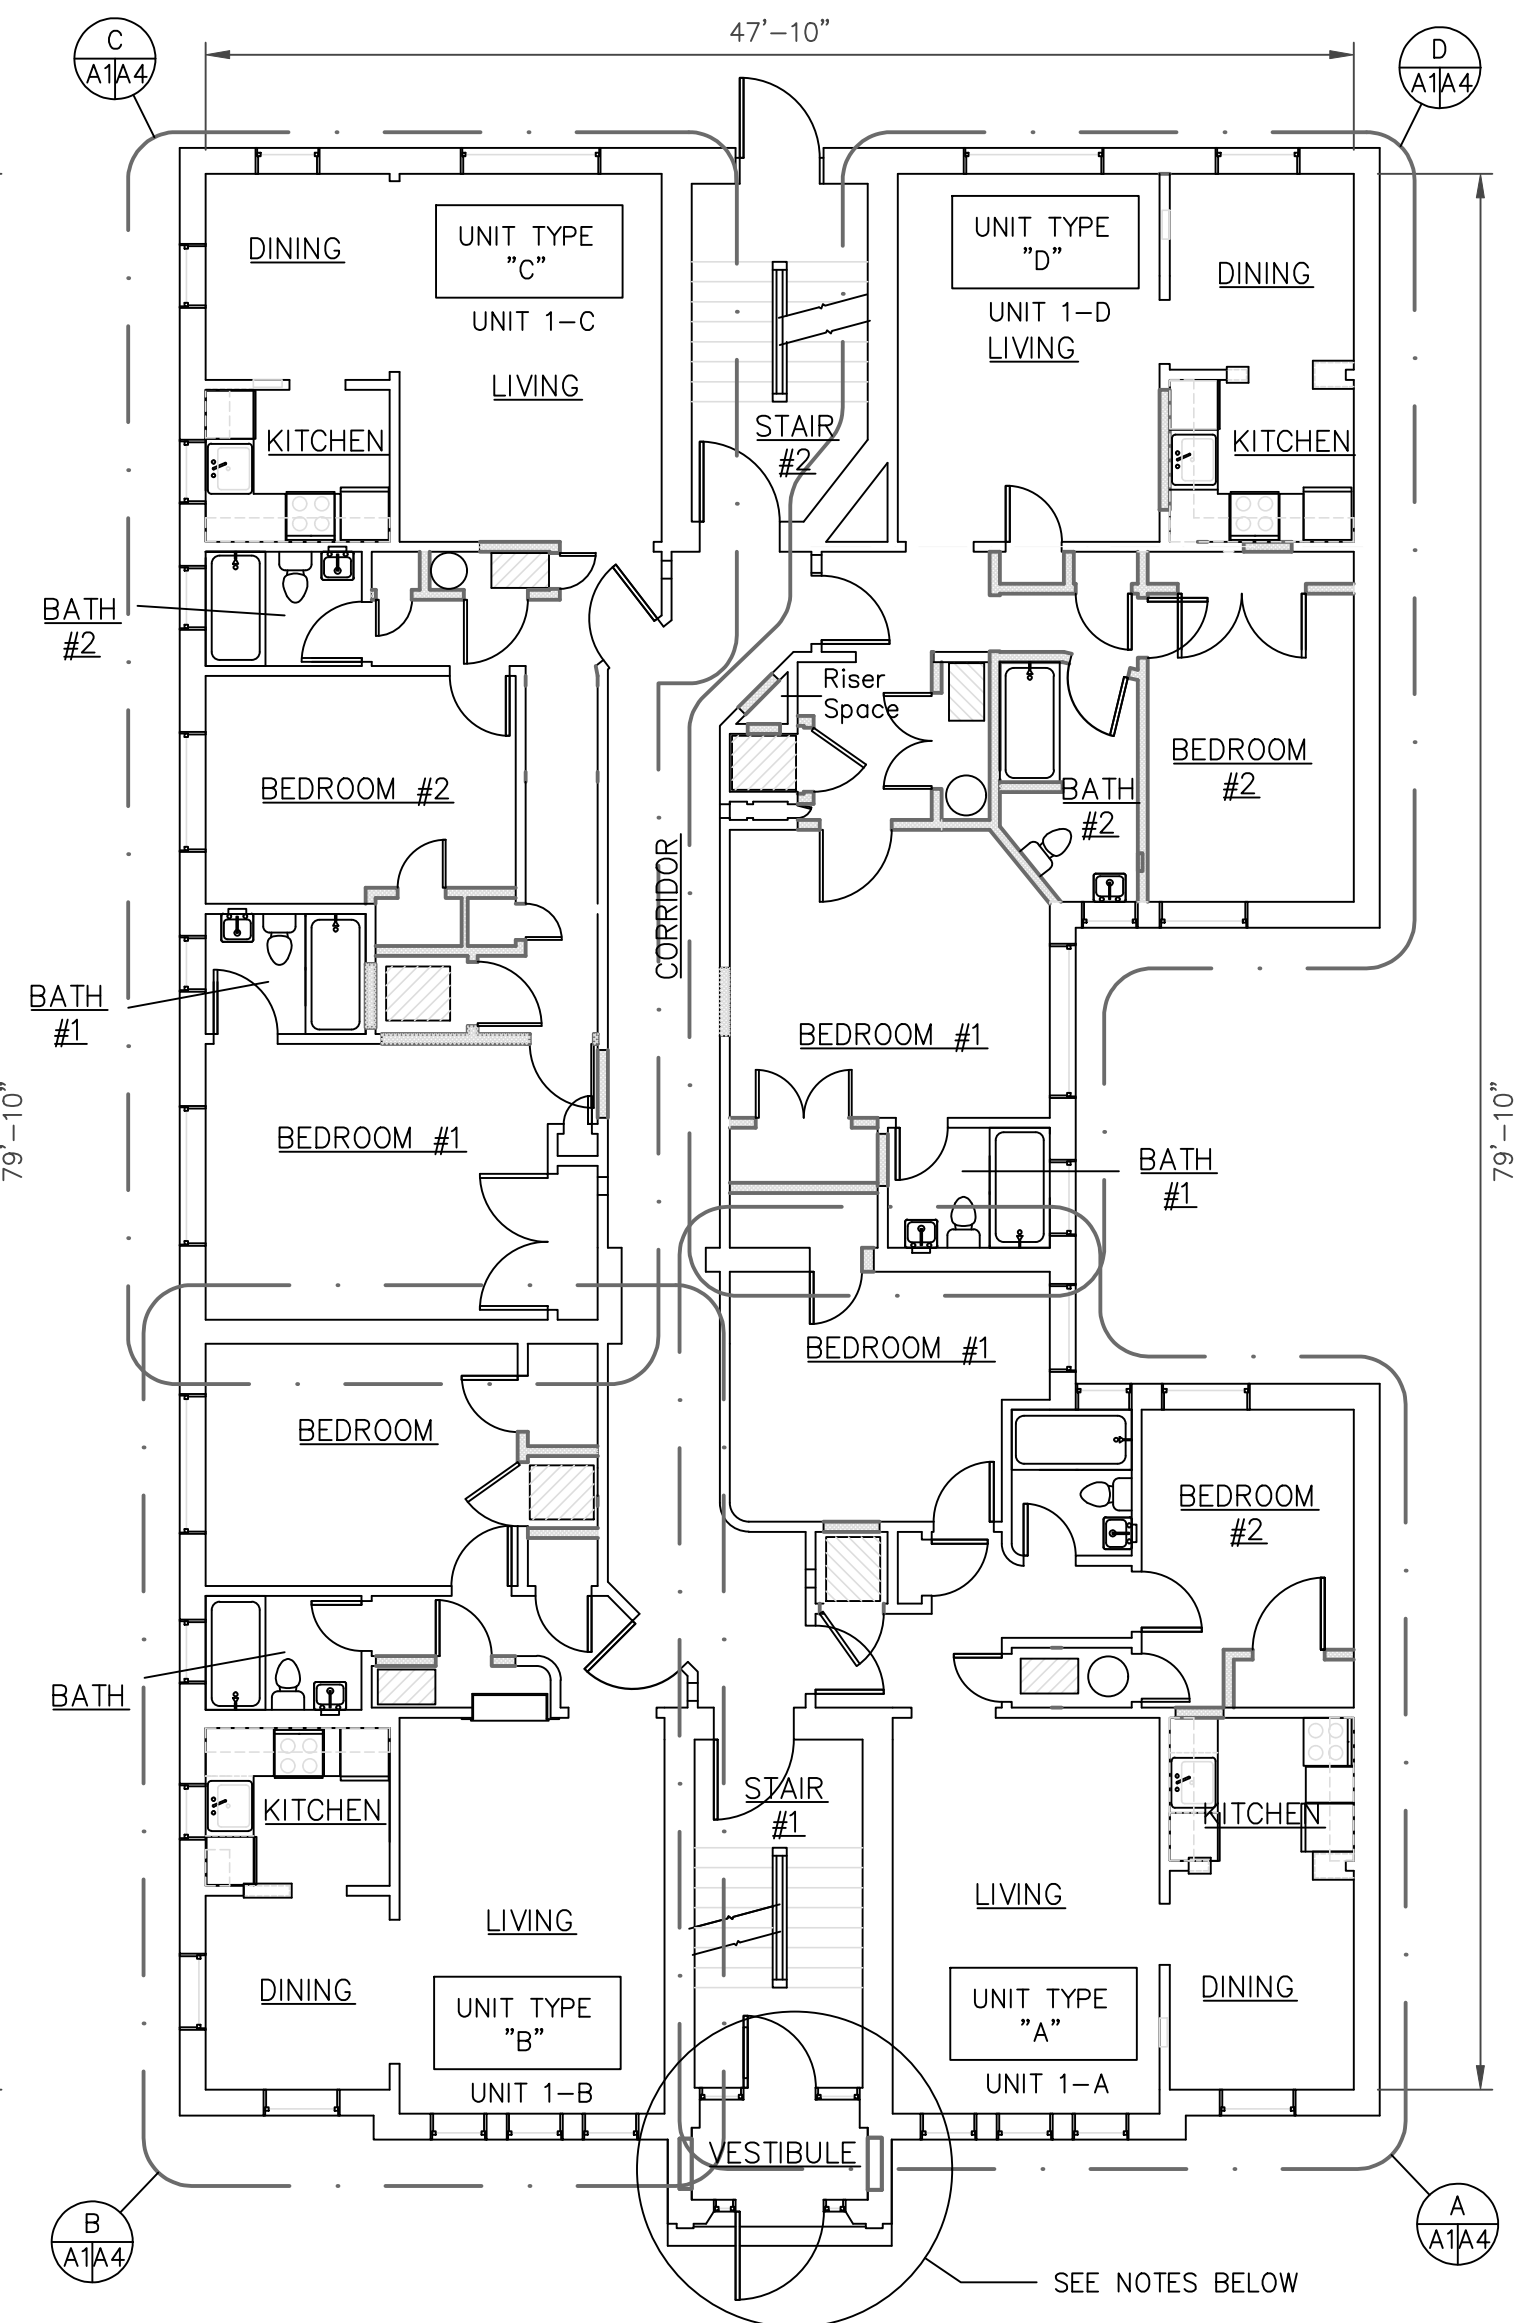 47'-10"
C
A1 A4
D
A1 A4
UNIT TYPE
"C"
UNIT 1-C
DINING
LIVING
KITCHEN
UNIT TYPE
"D"
UNIT 1-D
LIVING
DINING
KITCHEN
STAIR
#2
BATH
#2
Riser
Space
BEDROOM #2
BEDROOM
#2
BATH
#2
CORRIDOR
BATH
#1
BEDROOM #1
BEDROOM #1
79'-10"
79'-10"
BATH
#1
BEDROOM #1
BEDROOM
BEDROOM
#2
BATH
STAIR
#1
KITCHEN
KITCHEN
LIVING
LIVING
DINING
DINING
UNIT TYPE
"B"
UNIT 1-B
UNIT TYPE
"A"
UNIT 1-A
VESTIBULE
B
A1 A4
A
A1 A4
SEE NOTES BELOW